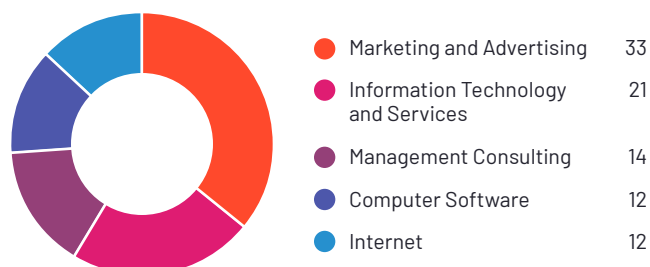 Marketing and Advertising 33
Information Technology 21
and Services
Management Consulting 14
Computer Software 12
Internet 12